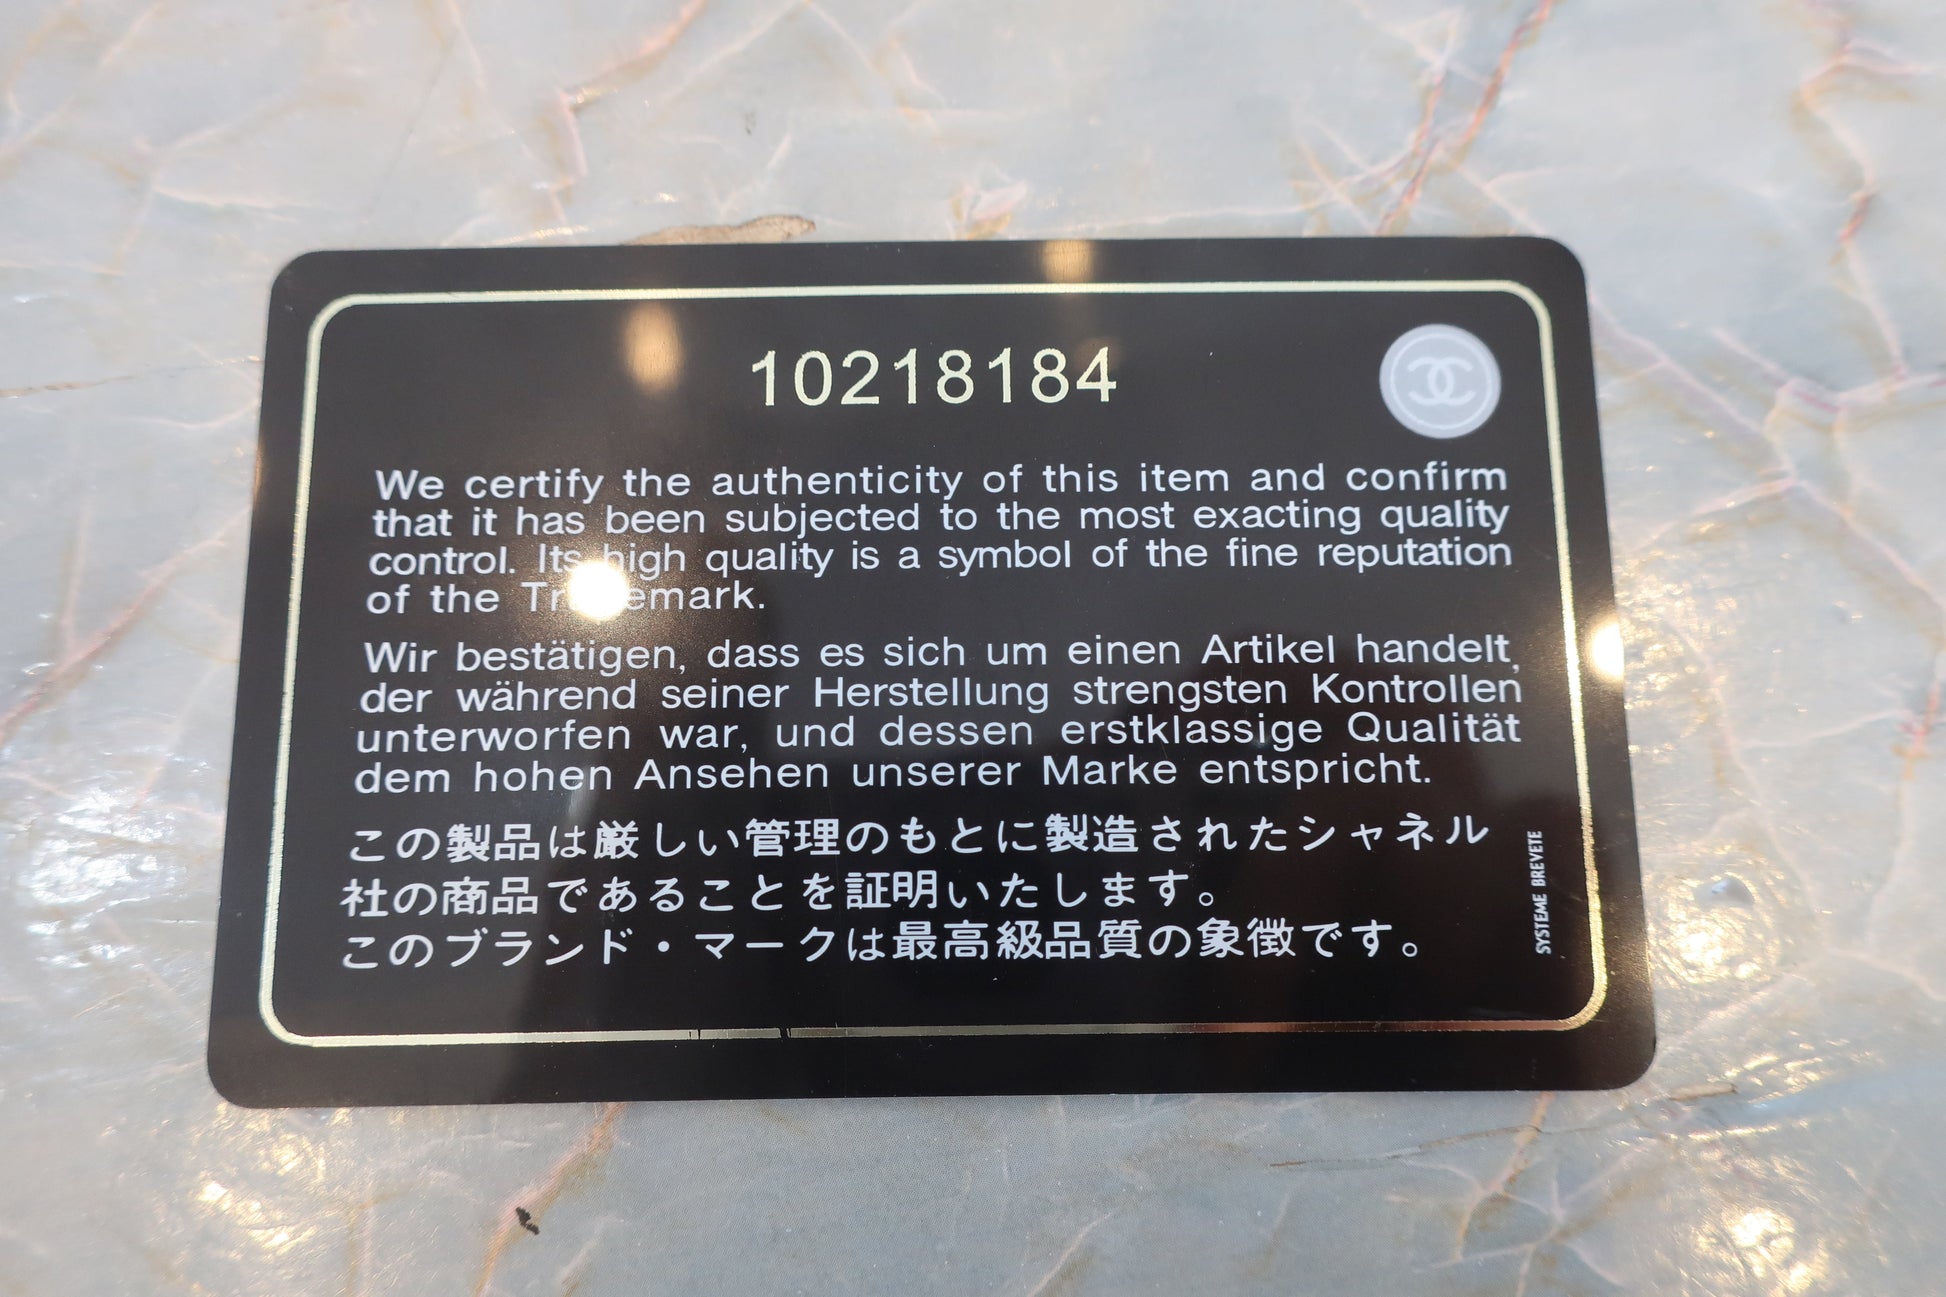 10218184
We certify the authenticity of this item and confirm
that it has been subjected to the most exacting quality
control. Its high quality is a symbol of the fine reputation
of the Trademark.
Wir bestätigen, dass es sich um einen Artikel handelt,
der während seiner Herstellung strengsten Kontrollen
unterworfen war, und dessen erstklassige Qualität
dem hohen Ansehen unserer Marke entspricht.
この製品は厳しい管理のもとに製造されたシャネル
社の商品であることを証明いたします。
このブランド・マークは最高級品質の象徴です。
SYSTEME BREVETE